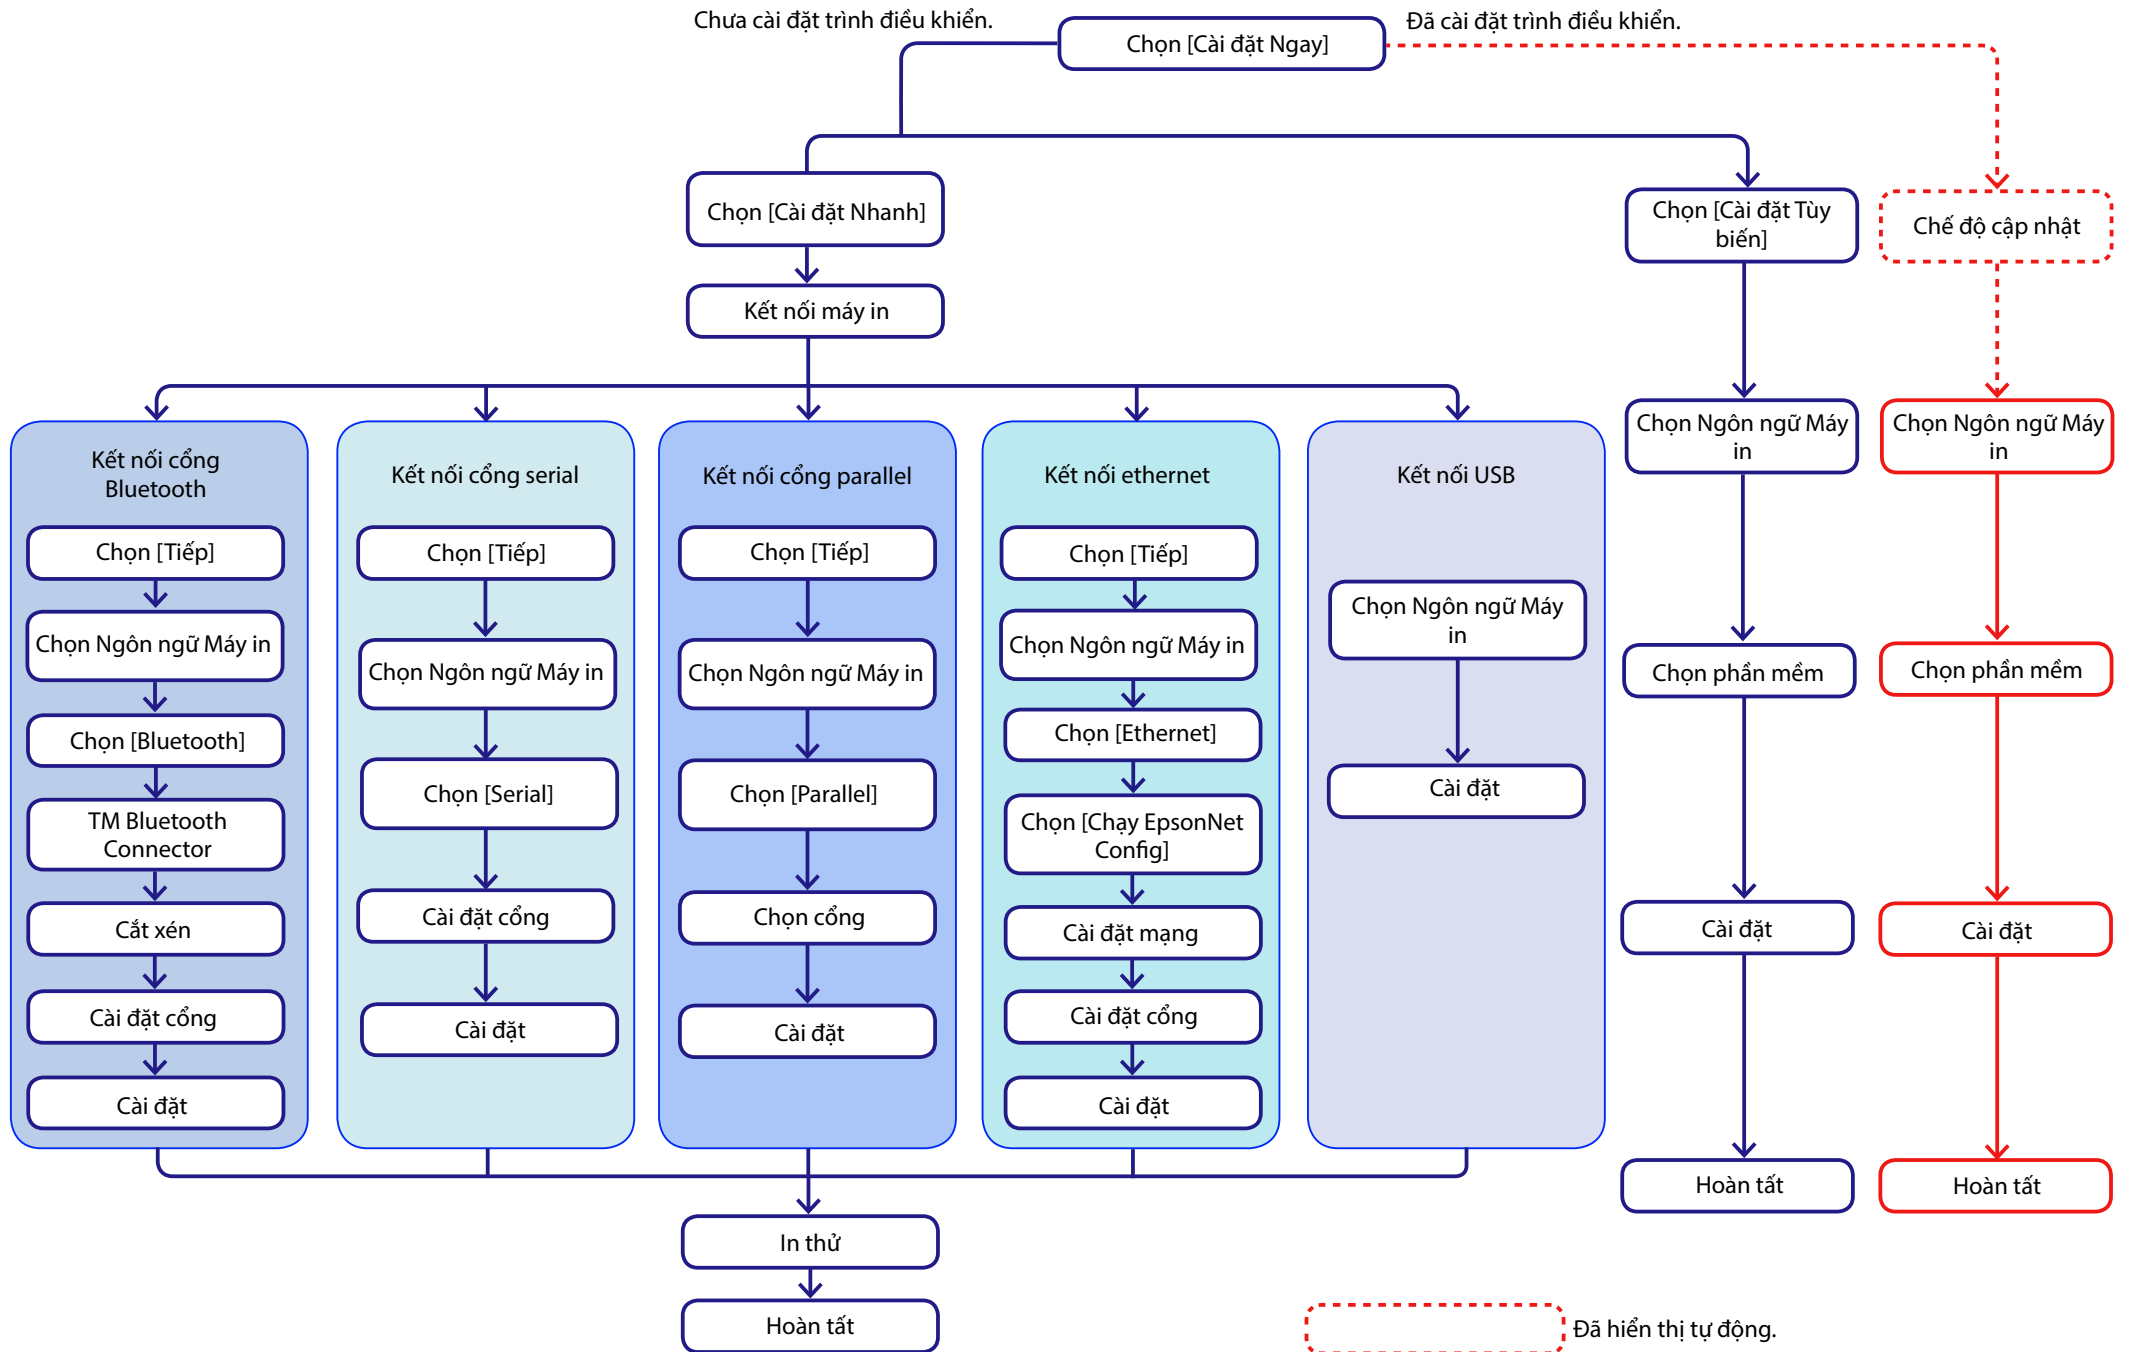 Chưa cài đặt trình điều khiển.
Chọn [Cài đặt Ngay]
Đã cài đặt trình điều khiển.
Chọn [Cài đặt Nhanh]
Chọn [Cài đặt Tùy
biến]
Chế độ cập nhật
Kết nối máy in
Kết nối cổng
Bluetooth
Chọn [Tiếp]
Chọn Ngôn ngữ Máy in
Chọn [Bluetooth]
TM Bluetooth
Connector
Cắt xén
Cài đặt cổng
Cài đặt
Kết nối cổng serial
Chọn [Tiếp]
Chọn Ngôn ngữ Máy in
Chọn [Serial]
Cài đặt cổng
Cài đặt
Kết nối cổng parallel
Chọn [Tiếp]
Chọn Ngôn ngữ Máy in
Chọn [Parallel]
Chọn cổng
Cài đặt
Kết nối ethernet
Chọn [Tiếp]
Chọn Ngôn ngữ Máy in
Chọn [Ethernet]
Chọn [Chạy EpsonNet
Config]
Cài đặt mạng
Cài đặt cổng
Cài đặt
Kết nối USB
Chọn Ngôn ngữ Máy
in
Cài đặt
Chọn Ngôn ngữ Máy
in
Chọn phần mềm
Cài đặt
Hoàn tất
Chọn Ngôn ngữ Máy
in
Chọn phần mềm
Cài đặt
Hoàn tất
In thử
Hoàn tất
Đã hiển thị tự động.